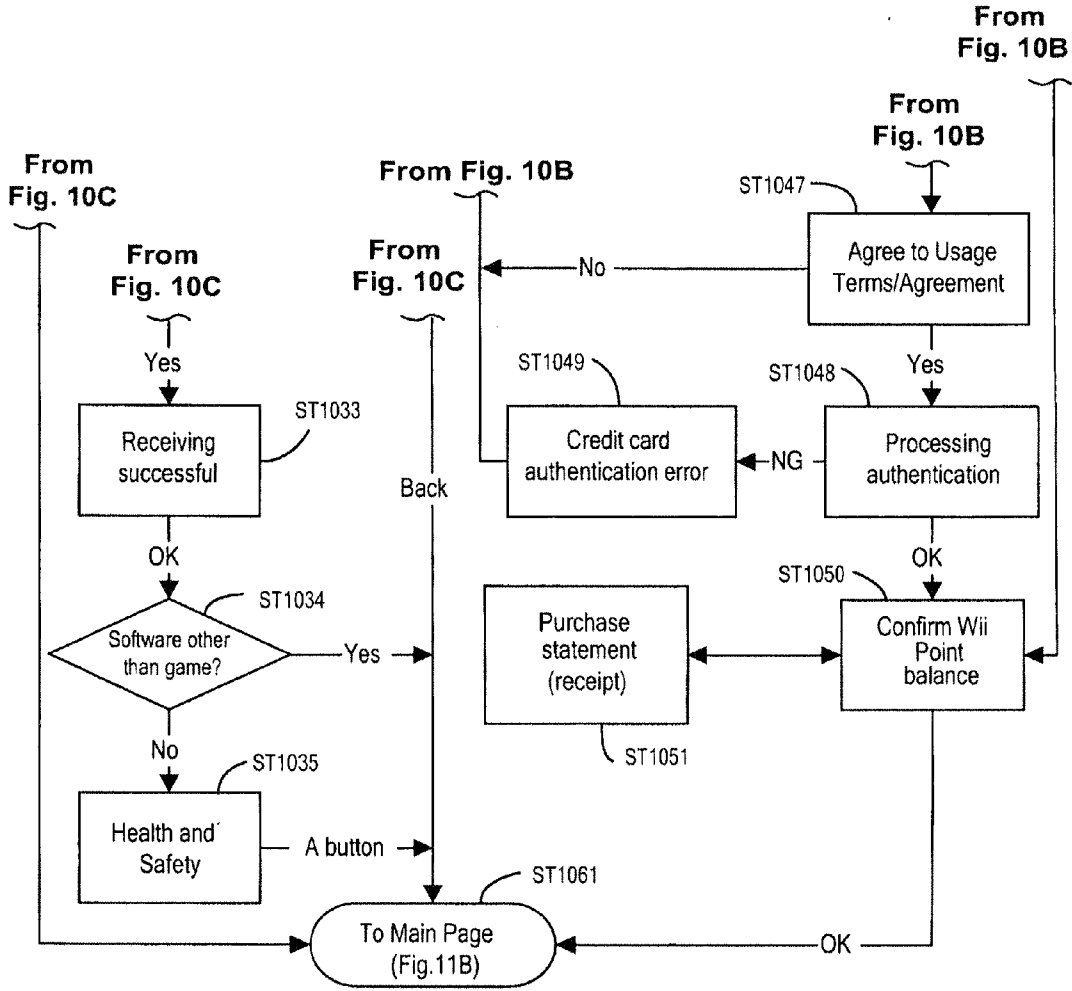 From
Fig. 10B
From
Fig. 10B
From
Fig. 10C
From Fig. 10B
ST1047
From
Fig. 10C
From
Fig. 10C
Agree to Usage
Terms/Agreement
No
Yes
Yes
ST1049
ST1048
ST1033
Receiving
successful
Credit card
authentication error
NG
Processing
authentication
Back
OK
OK
ST1050
ST1034
Software other
than game?
Yes
Purchase
statement
(receipt)
Confirm Wii
Point
balance
No
ST1051
ST1035
Health and
Safety
A button
ST1061
To Main Page
(Fig.11B)
OK